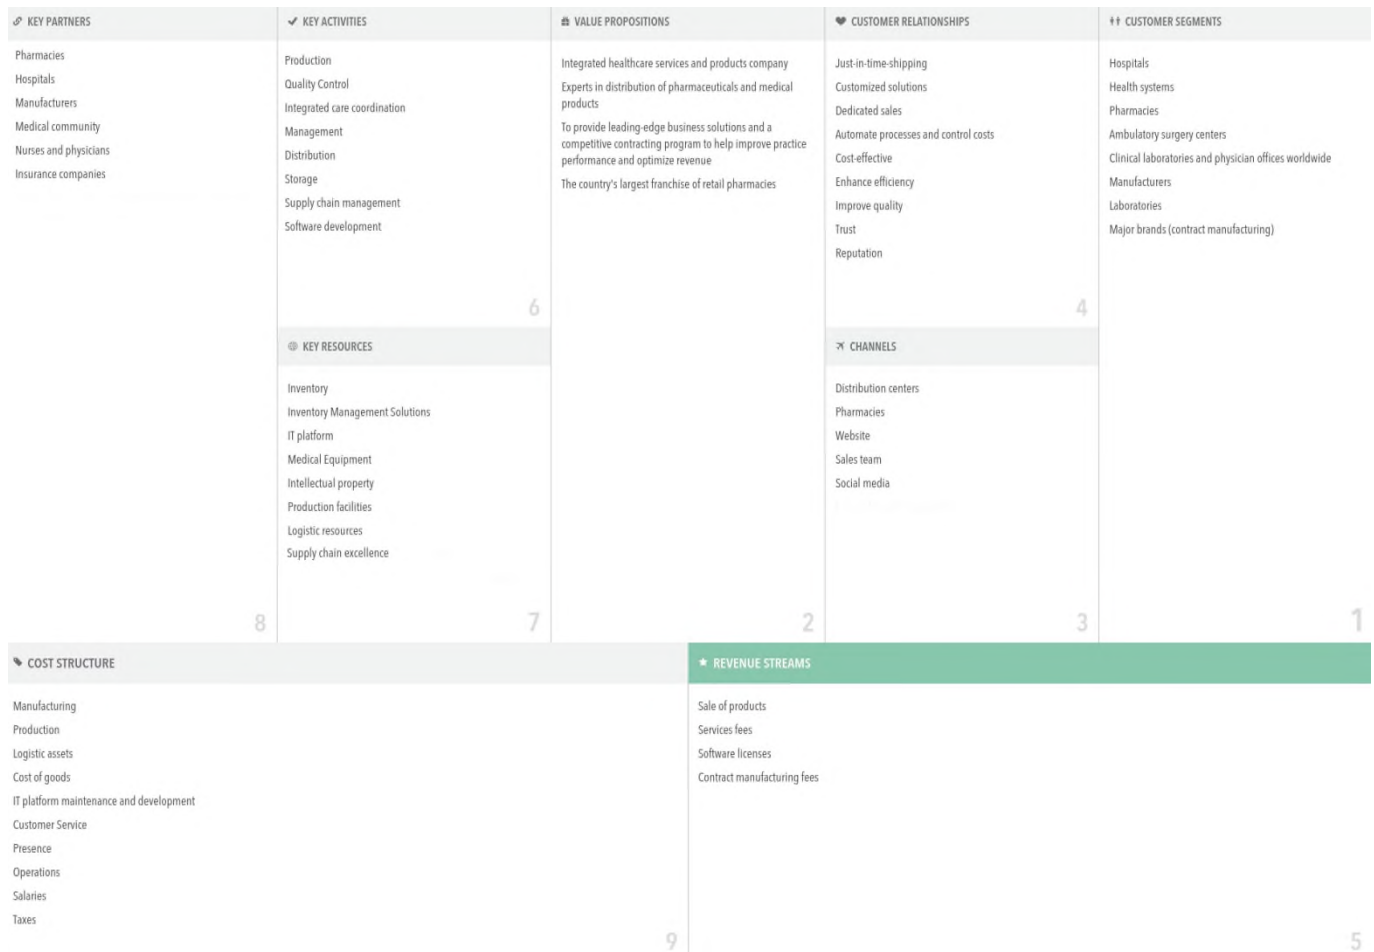 KEY PARTNERS
Pharmacies
Hospitals
Manufacturers
Medical community
Nurses and physicians
Insurance companies
8
KEY ACTIVITIES
Production
Quality Control
Integrated care coordination
Management
Distribution
Storage
Supply chain management
Software development
6
KEY RESOURCES
Inventory
Inventory Management Solutions
IT platform
Medical Equipment
Intellectual property
Production facilities
Logistic resources
Supply chain excellence
7
VALUE PROPOSITIONS
Integrated healthcare services and products company
Experts in distribution of pharmaceuticals and medical
products
To provide leading-edge business solutions and a
competitive contracting program to help improve practice
performance and optimize revenue
The country's largest franchise of retail pharmacies
2
CUSTOMER RELATIONSHIPS
Just-in-time-shipping
Customized solutions
Dedicated sales
Automate processes and control costs
Cost-effective
Enhance efficiency
Improve quality
Trust
Reputation
4
CHANNELS
Distribution centers
Pharmacies
Website
Sales team
Social media
3
CUSTOMER SEGMENTS
Hospitals
Health systems
Pharmacies
Ambulatory surgery centers
Clinical laboratories and physician offices worldwide
Manufacturers
Laboratories
Major brands (contract manufacturing)
1
COST STRUCTURE
Manufacturing
Production
Logistic assets
Cost of goods
IT platform maintenance and development
Customer Service
Presence
Operations
Salaries
Taxes
9
REVENUE STREAMS
Sale of products
Services fees
Software licenses
Contract manufacturing fees
5